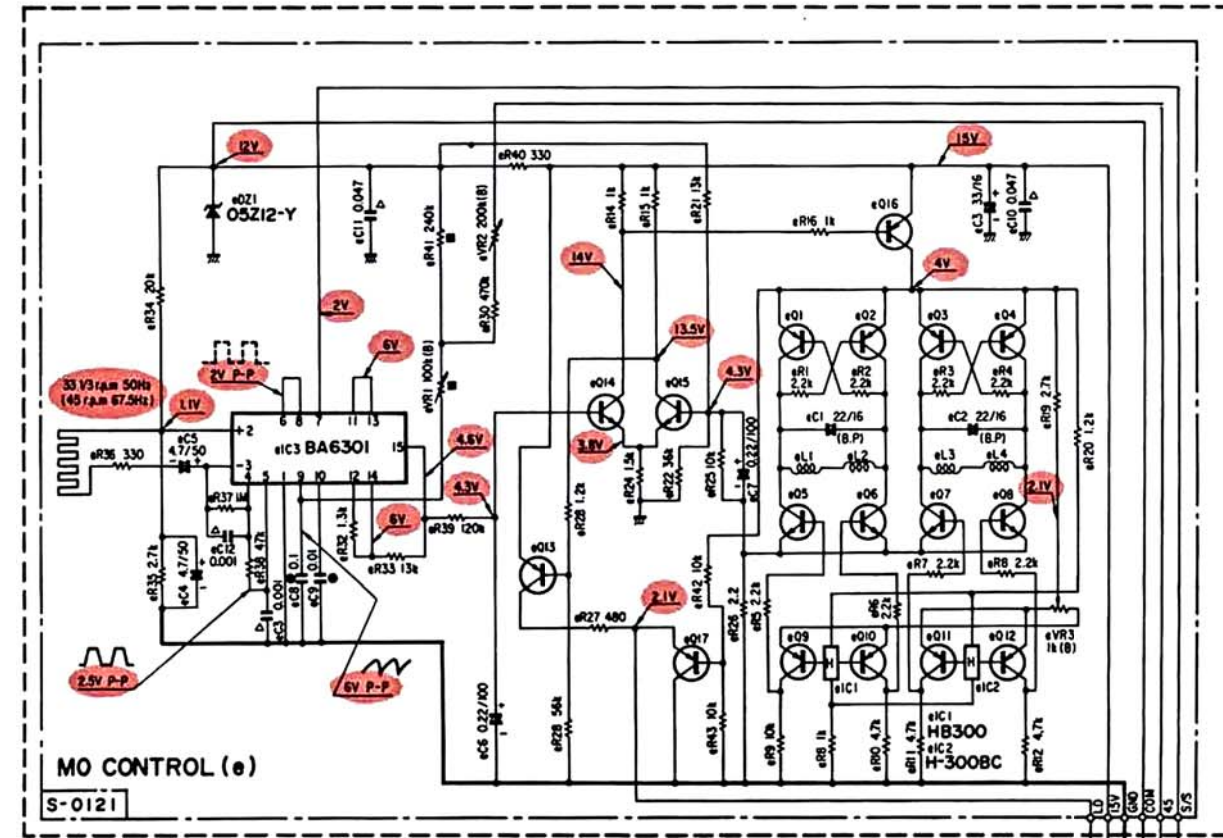 12V
eR40 330
15V
eDZ1
05Z12-Y
eC11 0.047
eR41 240k
eVR2 200k(B)
eR14 1k
eR15 1k
eR21 13k
eR16 1k
eQ16
eC3 33/16
eC10 0.047
eR34 20k
2V
14V
4V
eR30 470k
13.5V
eQ1
eQ2
eQ3
eQ4
6V
2V P-P
33 1/3 r.p.m 50Hz
(45 r.p.m 67.5Hz)
eVR1 100k(B)
eQ14
eQ15
4.3V
eR1
2.2k
eR2
2.2k
eR3
2.2k
eR4
2.2k
eR19 2.7k
1.1V
6
8
7
11
13
+2
eIC3 BA6301
15
-3
4
5
1
9
10
12
14
eR36 330
eC5
4.7/50
4.6V
3.8V
eC1
22/16
(B.P)
eC2
22/16
(B.P)
eR20 1.2k
eR24 1.5k
eR22 36k
eR25 10k
eC7 0.22/100
eL1
eL2
eL3
eL4
4.3V
eR37 1M
eR39 120k
6V
eR28 1.2k
eQ5
eQ6
eQ7
eQ8
2.1V
eC12
0.001
eR38 47k
eR32 1.3k
eR33 13k
eQ13
eR35 2.7k
eC4 4.7/50
eC3
0.001
eC8 0.1
eC9 0.01
eR42 10k
eR26 2.2
eR5 2.2k
eR6
2.2k
eR7 2.2k
eR8 2.2k
2.1V
eR27 480
eQ17
eQ9
eQ10
eQ11
eQ12
eVR3
1k(B)
H
H
eIC1
eIC2
2.5V P-P
6V P-P
eC6 0.22/100
eR28 56k
eR43 10k
eR9 10k
eR8 1k
eR10 4.7k
eR11 4.7k
eR12 4.7k
eIC1
HB300
eIC2
H-300BC
MO CONTROL(e)
S-0121
LD
15V
GND
COM
45
S/S